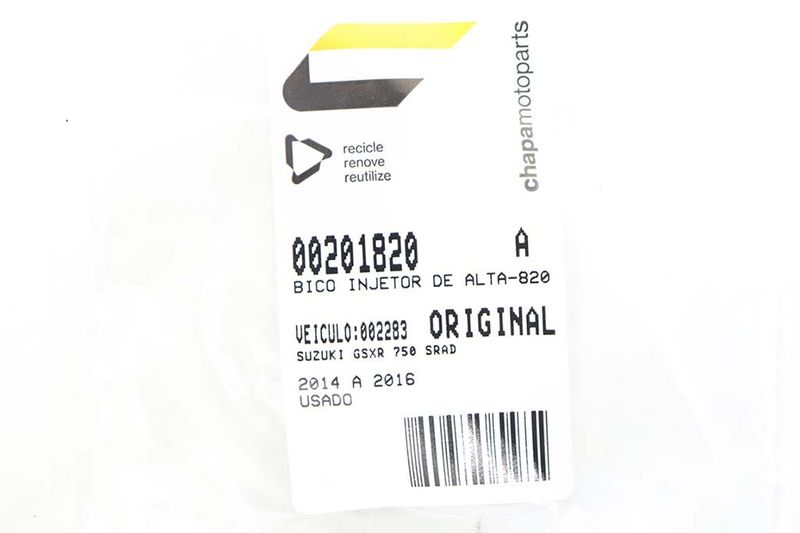 chapamotoparts
recicle
renove
reutilize
00201820 A
BICO INJETOR DE ALTA-820
VEICULO:002283 ORIGINAL
SUZUKI GSXR 750 SRAD
2014 A 2016
USADO